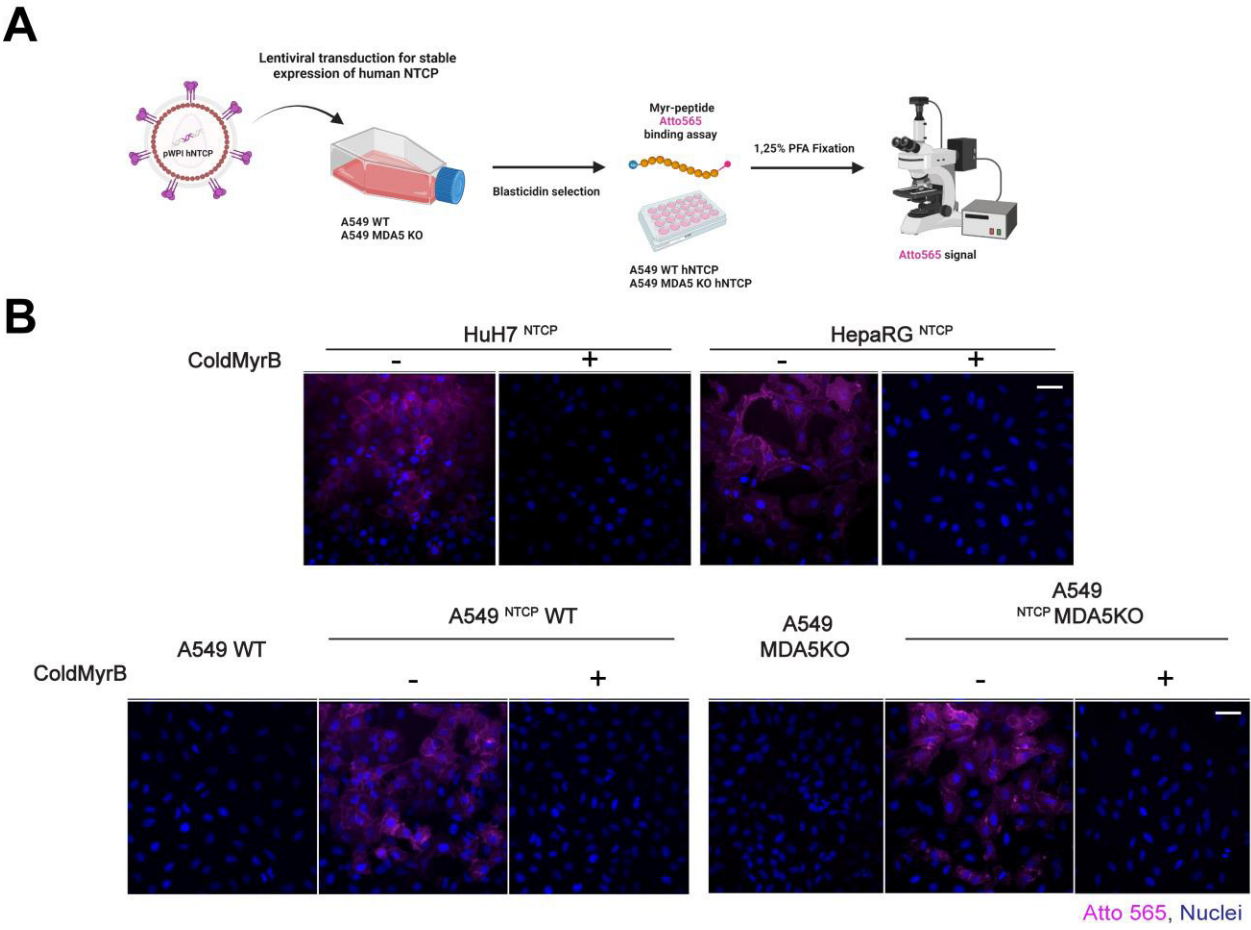 A
Lentiviral transduction for stable
expression of human NTCP
pWPI hNTCP
A549 WT
A549 MDA5 KO
Blasticidin selection
Myr-peptide
Atto565
binding assay
A549 WT hNTCP
A549 MDA5 KO hNTCP
1,25% PFA Fixation
Atto565 signal
B
HuH7 NTCP
HepaRG NTCP
ColdMyrB
- + - +
A549 WT
A549 NTCP WT
A549
MDA5KO
A549
NTCP MDA5KO
ColdMyrB
- + - +
Atto 565, Nuclei